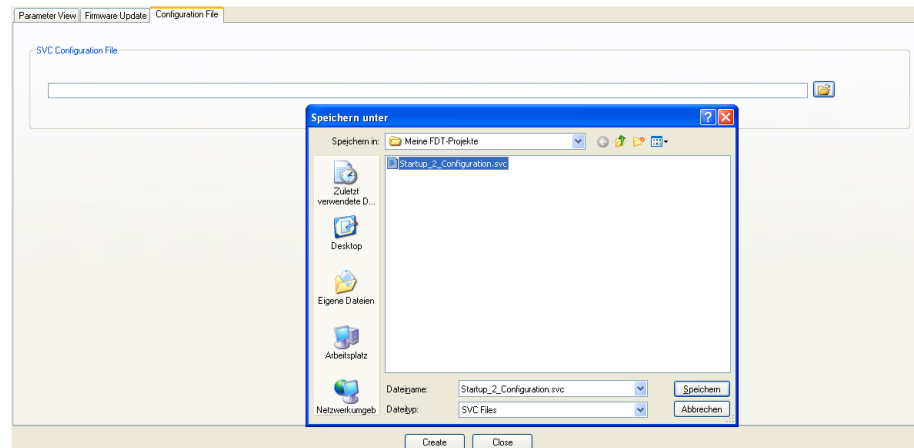 Parameter View Firmware Update Configuration File
SVC Configuration File
Speichern unter
Speichern in: Meine FDT-Projekte
Startup_2_Configuration.svc
Zuletzt
verwendete D...
Desktop
Eigene Dateien
Arbeitsplatz
Netzwerkumgeb
Dateiname: Startup_2_Configuration.svc Speichern
Dateityp: SVC Files Abbrechen
Create Close